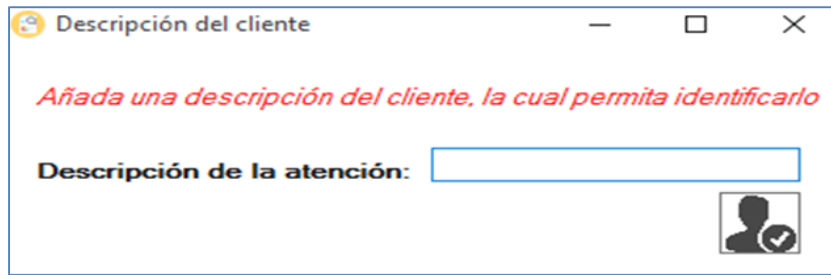 Descripción del cliente
Añada una descripción del cliente, la cual permita identificarlo
Descripción de la atención: